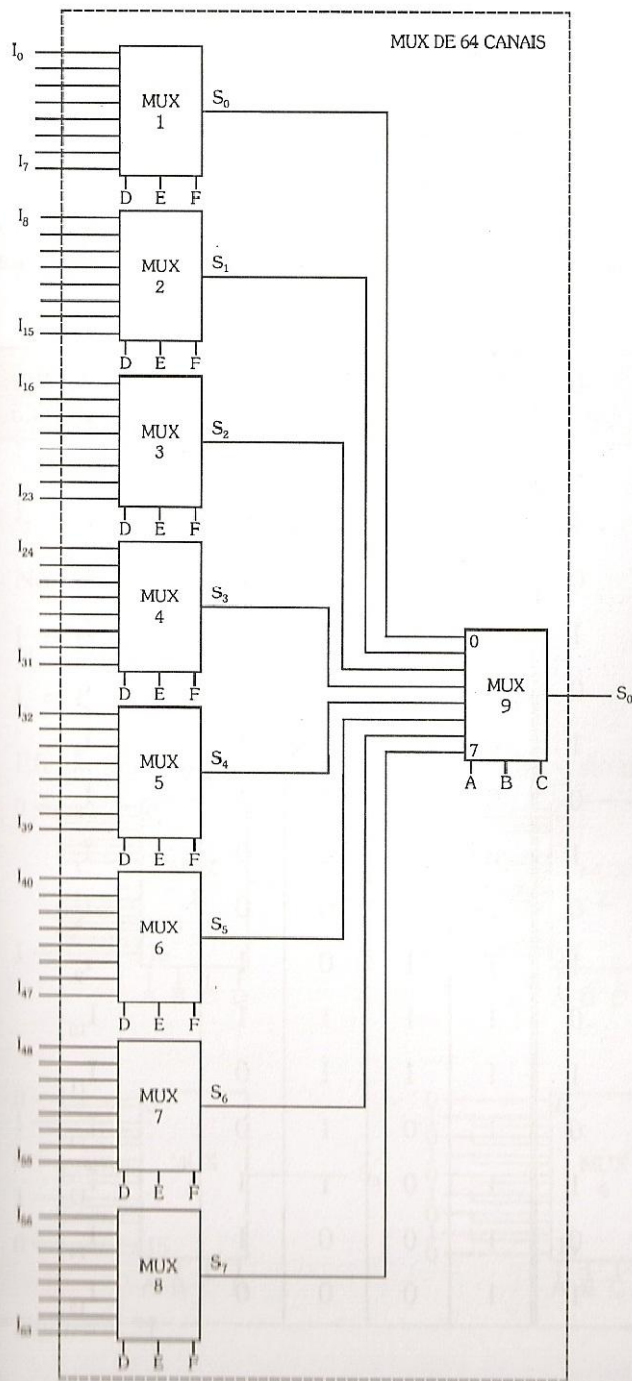 MUX DE 64 CANAIS
I₀
MUX
1
S₀
I₇
D E F
I₈
MUX
2
S₁
I₁₅
D E F
I₁₆
MUX
3
S₂
I₂₃
D E F
I₂₄
MUX
4
S₃
I₃₁
D E F
I₃₂
MUX
5
S₄
I₃₉
D E F
I₄₀
MUX
6
S₅
I₄₇
D E F
I₄₈
MUX
7
S₆
I₅₅
D E F
I₅₆
MUX
8
S₇
I₆₃
D E F
0
MUX
9
S₀
7
A B C